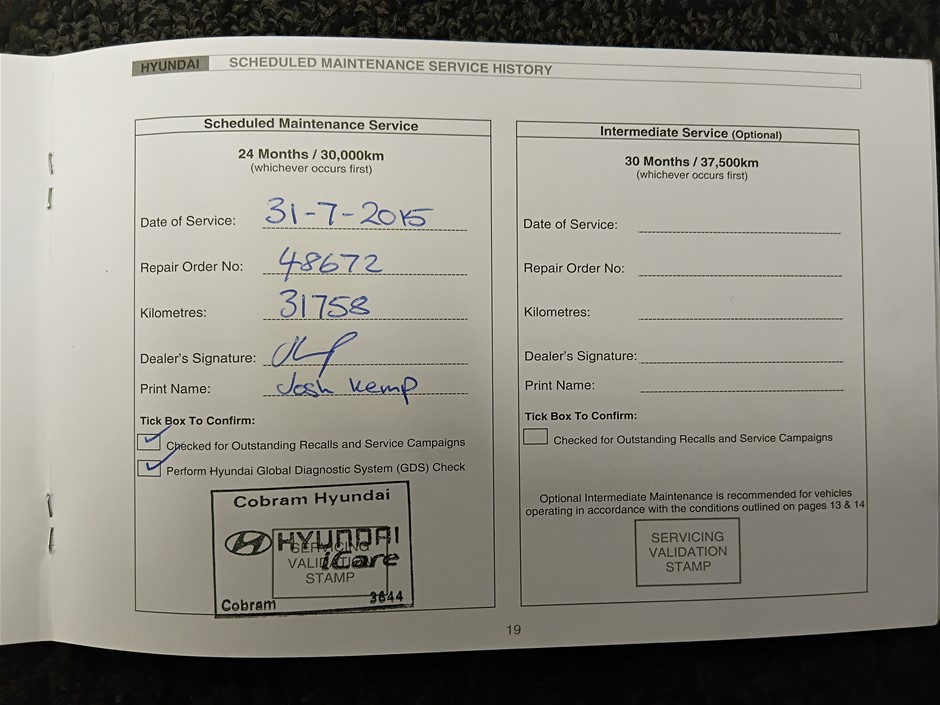 HYUNDAI SCHEDULED MAINTENANCE SERVICE HISTORY
Scheduled Maintenance Service
24 Months / 30,000km
(whichever occurs first)
Date of Service: 31-7-2015
Repair Order No: 48672
Kilometres: 31758
Dealer's Signature:
Print Name: Josh Kemp
Tick Box To Confirm:
Checked for Outstanding Recalls and Service Campaigns
Perform Hyundai Global Diagnostic System (GDS) Check
Cobram Hyundai
HYUNDAI
iCare
SERVICING
VALIDATION
STAMP
Cobram 3644
Intermediate Service (Optional)
30 Months / 37,500km
(whichever occurs first)
Date of Service:
Repair Order No:
Kilometres:
Dealer's Signature:
Print Name:
Tick Box To Confirm:
Checked for Outstanding Recalls and Service Campaigns
Optional Intermediate Maintenance is recommended for vehicles
operating in accordance with the conditions outlined on pages 13 & 14
SERVICING
VALIDATION
STAMP
19